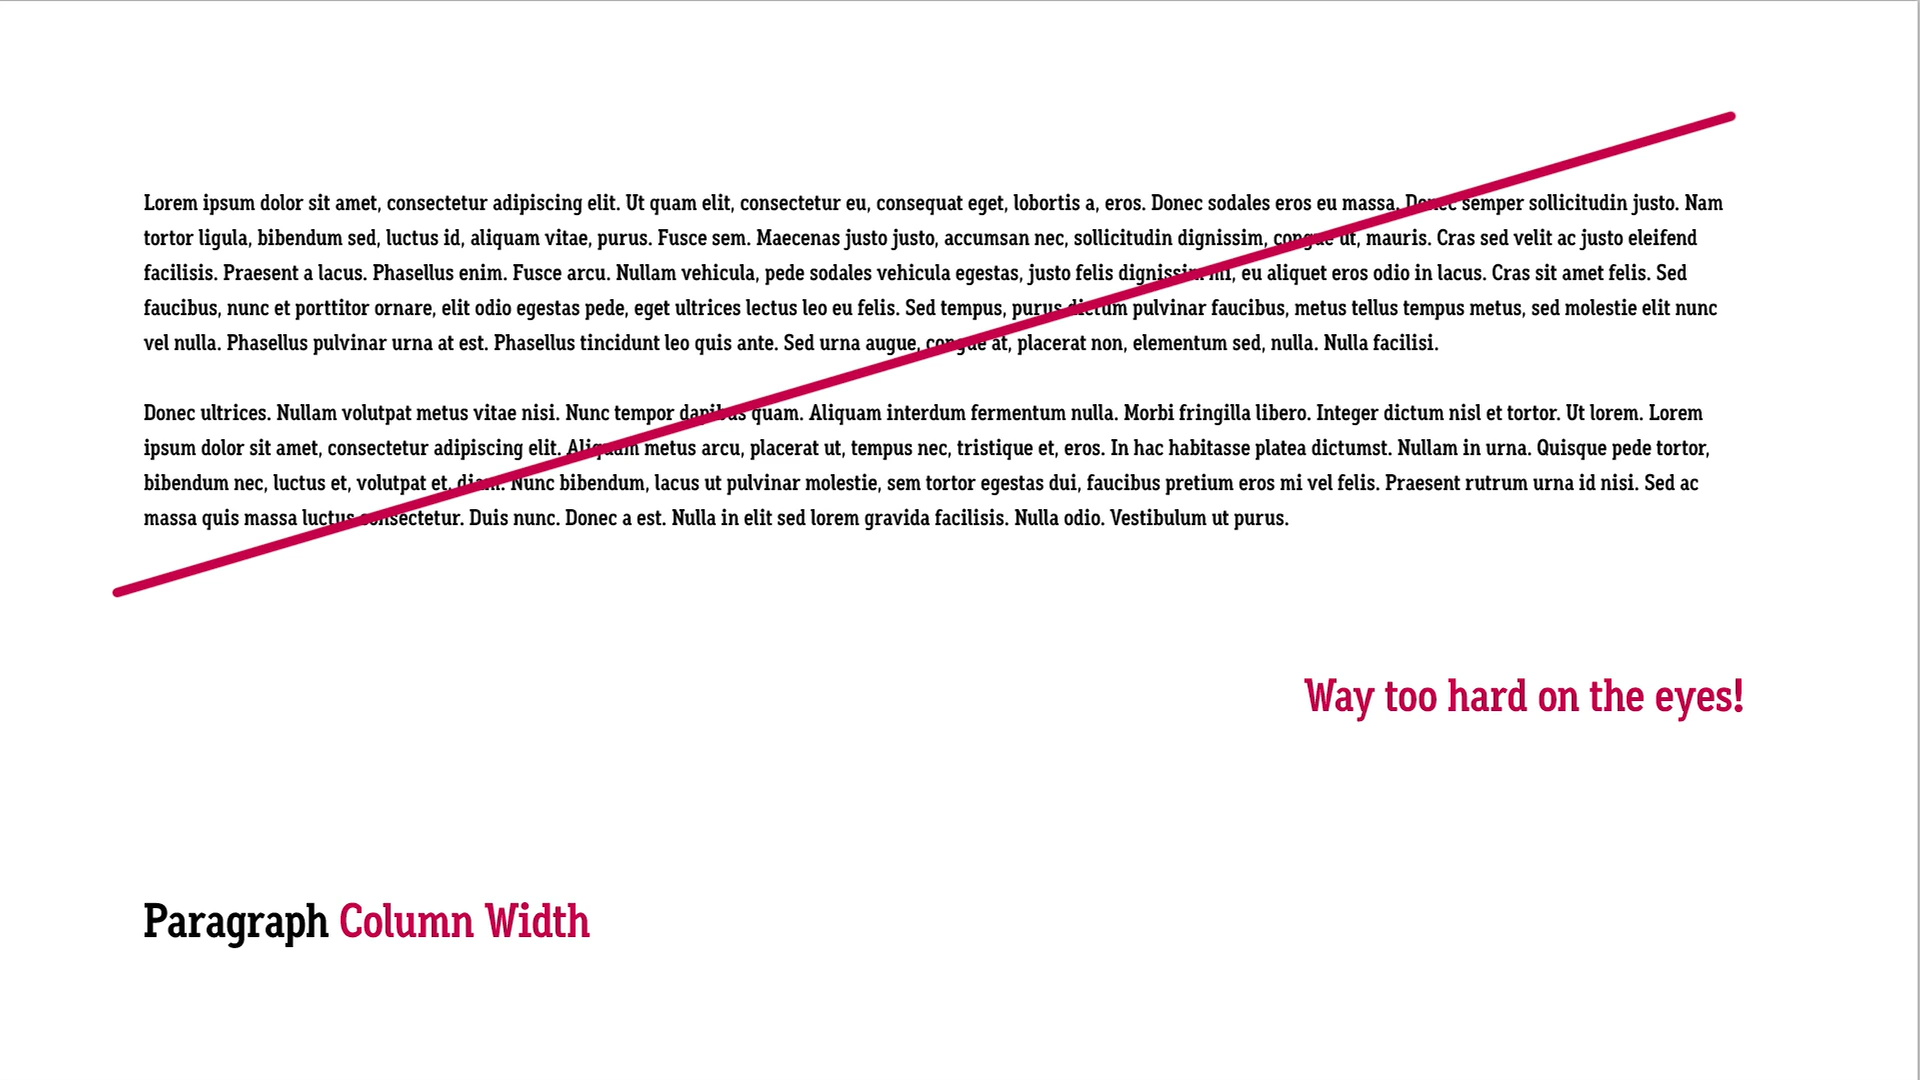 Lorem ipsum dolor sit amet, consectetur adipiscing elit. Ut quam elit, consectetur eu, consequat eget, lobortis a, eros. Donec sodales eros eu massa. Donec semper sollicitudin justo. Nam
tortor ligula, bibendum sed, luctus id, aliquam vitae, purus. Fusce sem. Maecenas justo justo, accumsan nec, sollicitudin dignissim, congue ut, mauris. Cras sed velit ac justo eleifend
facilisis. Praesent a lacus. Phasellus enim. Fusce arcu. Nullam vehicula, pede sodales vehicula egestas, justo felis dignissim mi, eu aliquet eros odio in lacus. Cras sit amet felis. Sed
faucibus, nunc et porttitor ornare, elit odio egestas pede, eget ultrices lectus leo eu felis. Sed tempus, purus dictum pulvinar faucibus, metus tellus tempus metus, sed molestie elit nunc
vel nulla. Phasellus pulvinar urna at est. Phasellus tincidunt leo quis ante. Sed urna augue, congue at, placerat non, elementum sed, nulla. Nulla facilisi.
Donec ultrices. Nullam volutpat metus vitae nisi. Nunc tempor dapibus quam. Aliquam interdum fermentum nulla. Morbi fringilla libero. Integer dictum nisl et tortor. Ut lorem. Lorem
ipsum dolor sit amet, consectetur adipiscing elit. Aliquam metus arcu, placerat ut, tempus nec, tristique et, eros. In hac habitasse platea dictumst. Nullam in urna. Quisque pede tortor,
bibendum nec, luctus et, volutpat et, diam. Nunc bibendum, lacus ut pulvinar molestie, sem tortor egestas dui, faucibus pretium eros mi vel felis. Praesent rutrum urna id nisi. Sed ac
massa quis massa luctus consectetur. Duis nunc. Donec a est. Nulla in elit sed lorem gravida facilisis. Nulla odio. Vestibulum ut purus.
Way too hard on the eyes!
Paragraph Column Width